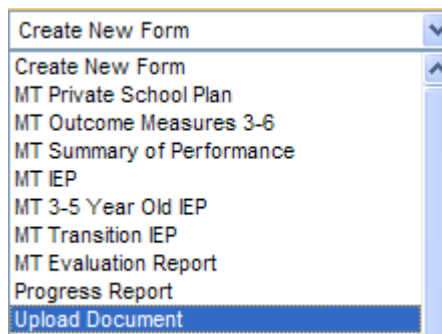 Create New Form
Create New Form
MT Private School Plan
MT Outcome Measures 3-6
MT Summary of Performance
MT IEP
MT 3-5 Year Old IEP
MT Transition IEP
MT Evaluation Report
Progress Report
Upload Document